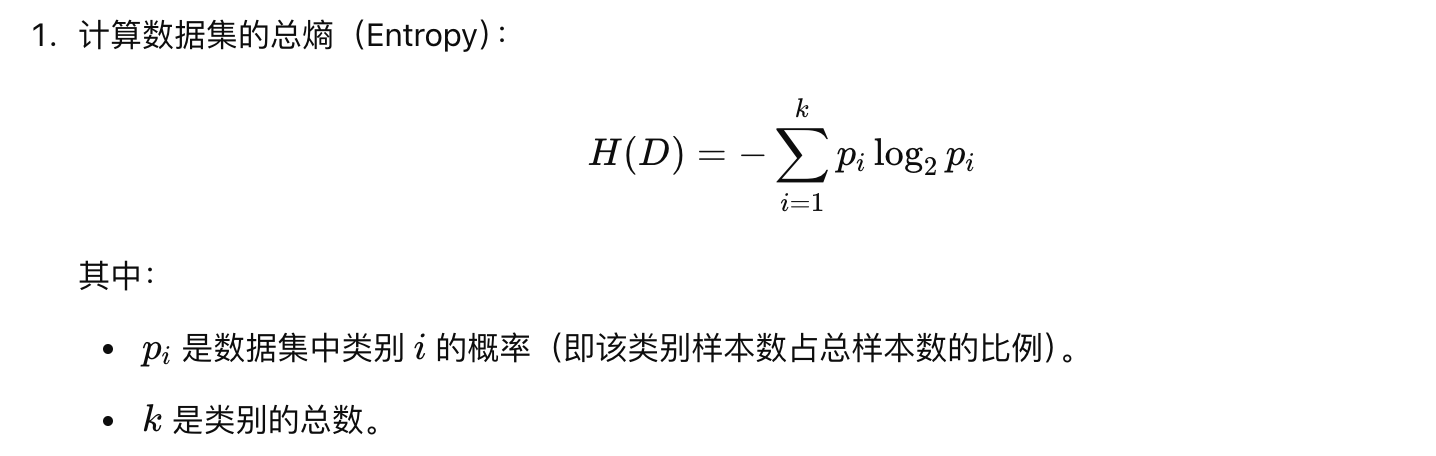 1. 计算数据集的总熵（Entropy）：
H(D) = − ∑_{i=1}^{k} p_i log_2 p_i
其中：
• p_i 是数据集中类别 i 的概率（即该类别样本数占总样本数的比例）。
• k 是类别的总数。